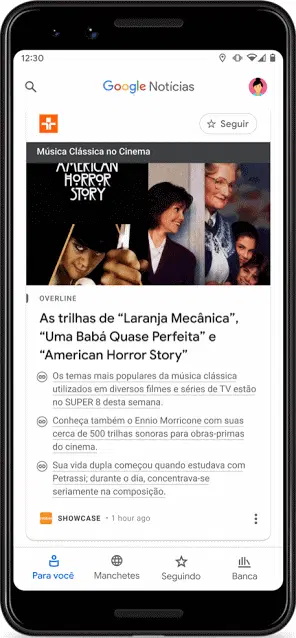 12:30
Google Notícias
Seguir
Música Clássica no Cinema
AMERICAN
HORROR
STORY
OVERLINE
As trilhas de “Laranja Mecânica”,
“Uma Babá Quase Perfeita” e
“American Horror Story”
Os temas mais populares da música clássica
utilizados em diversos filmes e séries de TV estão
no SUPER 8 desta semana.
Conheça também o Ennio Morricone com suas
cerca de 500 trilhas sonoras para obras-primas
do cinema.
Sua vida dupla começou quando estudava com
Petrassi; durante o dia, concentrava-se
seriamente na composição.
SHOWCASE • 1 hour ago
Para você
Manchetes
Seguindo
Banca